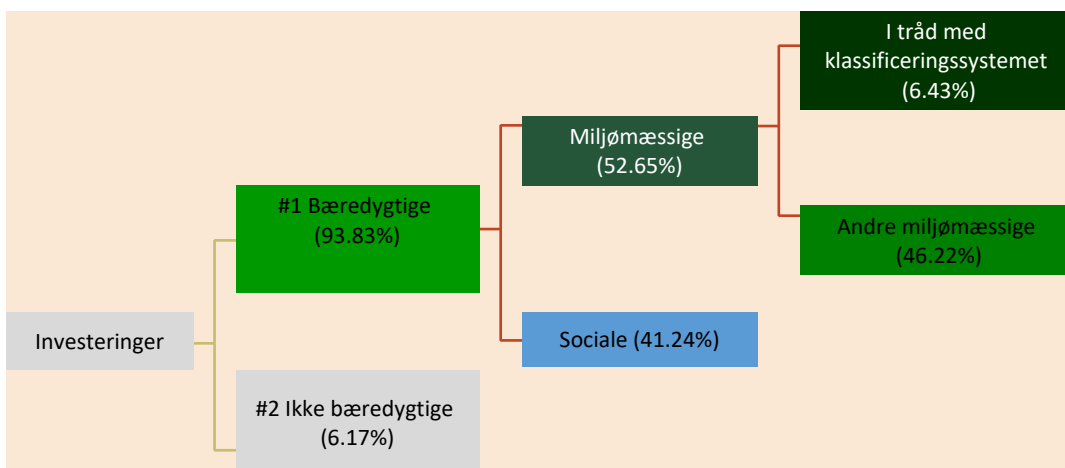 I tråd med
klassificeringssystemet
(6.43%)
Miljømæssige
(52.65%)
#1 Bæredygtige
(93.83%)
Andre miljømæssige
(46.22%)
Investeringer
Sociale (41.24%)
#2 Ikke bæredygtige
(6.17%)